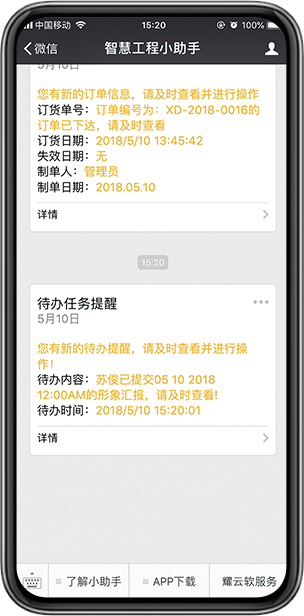 中国移动 15:20 100%
微信 智慧工程小助手
5月10日
您有新的订单信息，请及时查看并进行操作
订货单号：订单编号为：XD-2018-0016的
订单已下达，请及时查看
订货日期：2018/5/10 13:45:42
失效日期：无
制单人：管理员
制单日期：2018.05.10
详情
15:20
待办任务提醒
5月10日
您有新的待办提醒，请及时查看并进行操
作！
待办内容：苏俊已提交05 10 2018
12:00AM的形象汇报，请及时查看!
待办时间：2018/5/10 15:20:01
详情
了解小助手 APP下载 耀云软服务